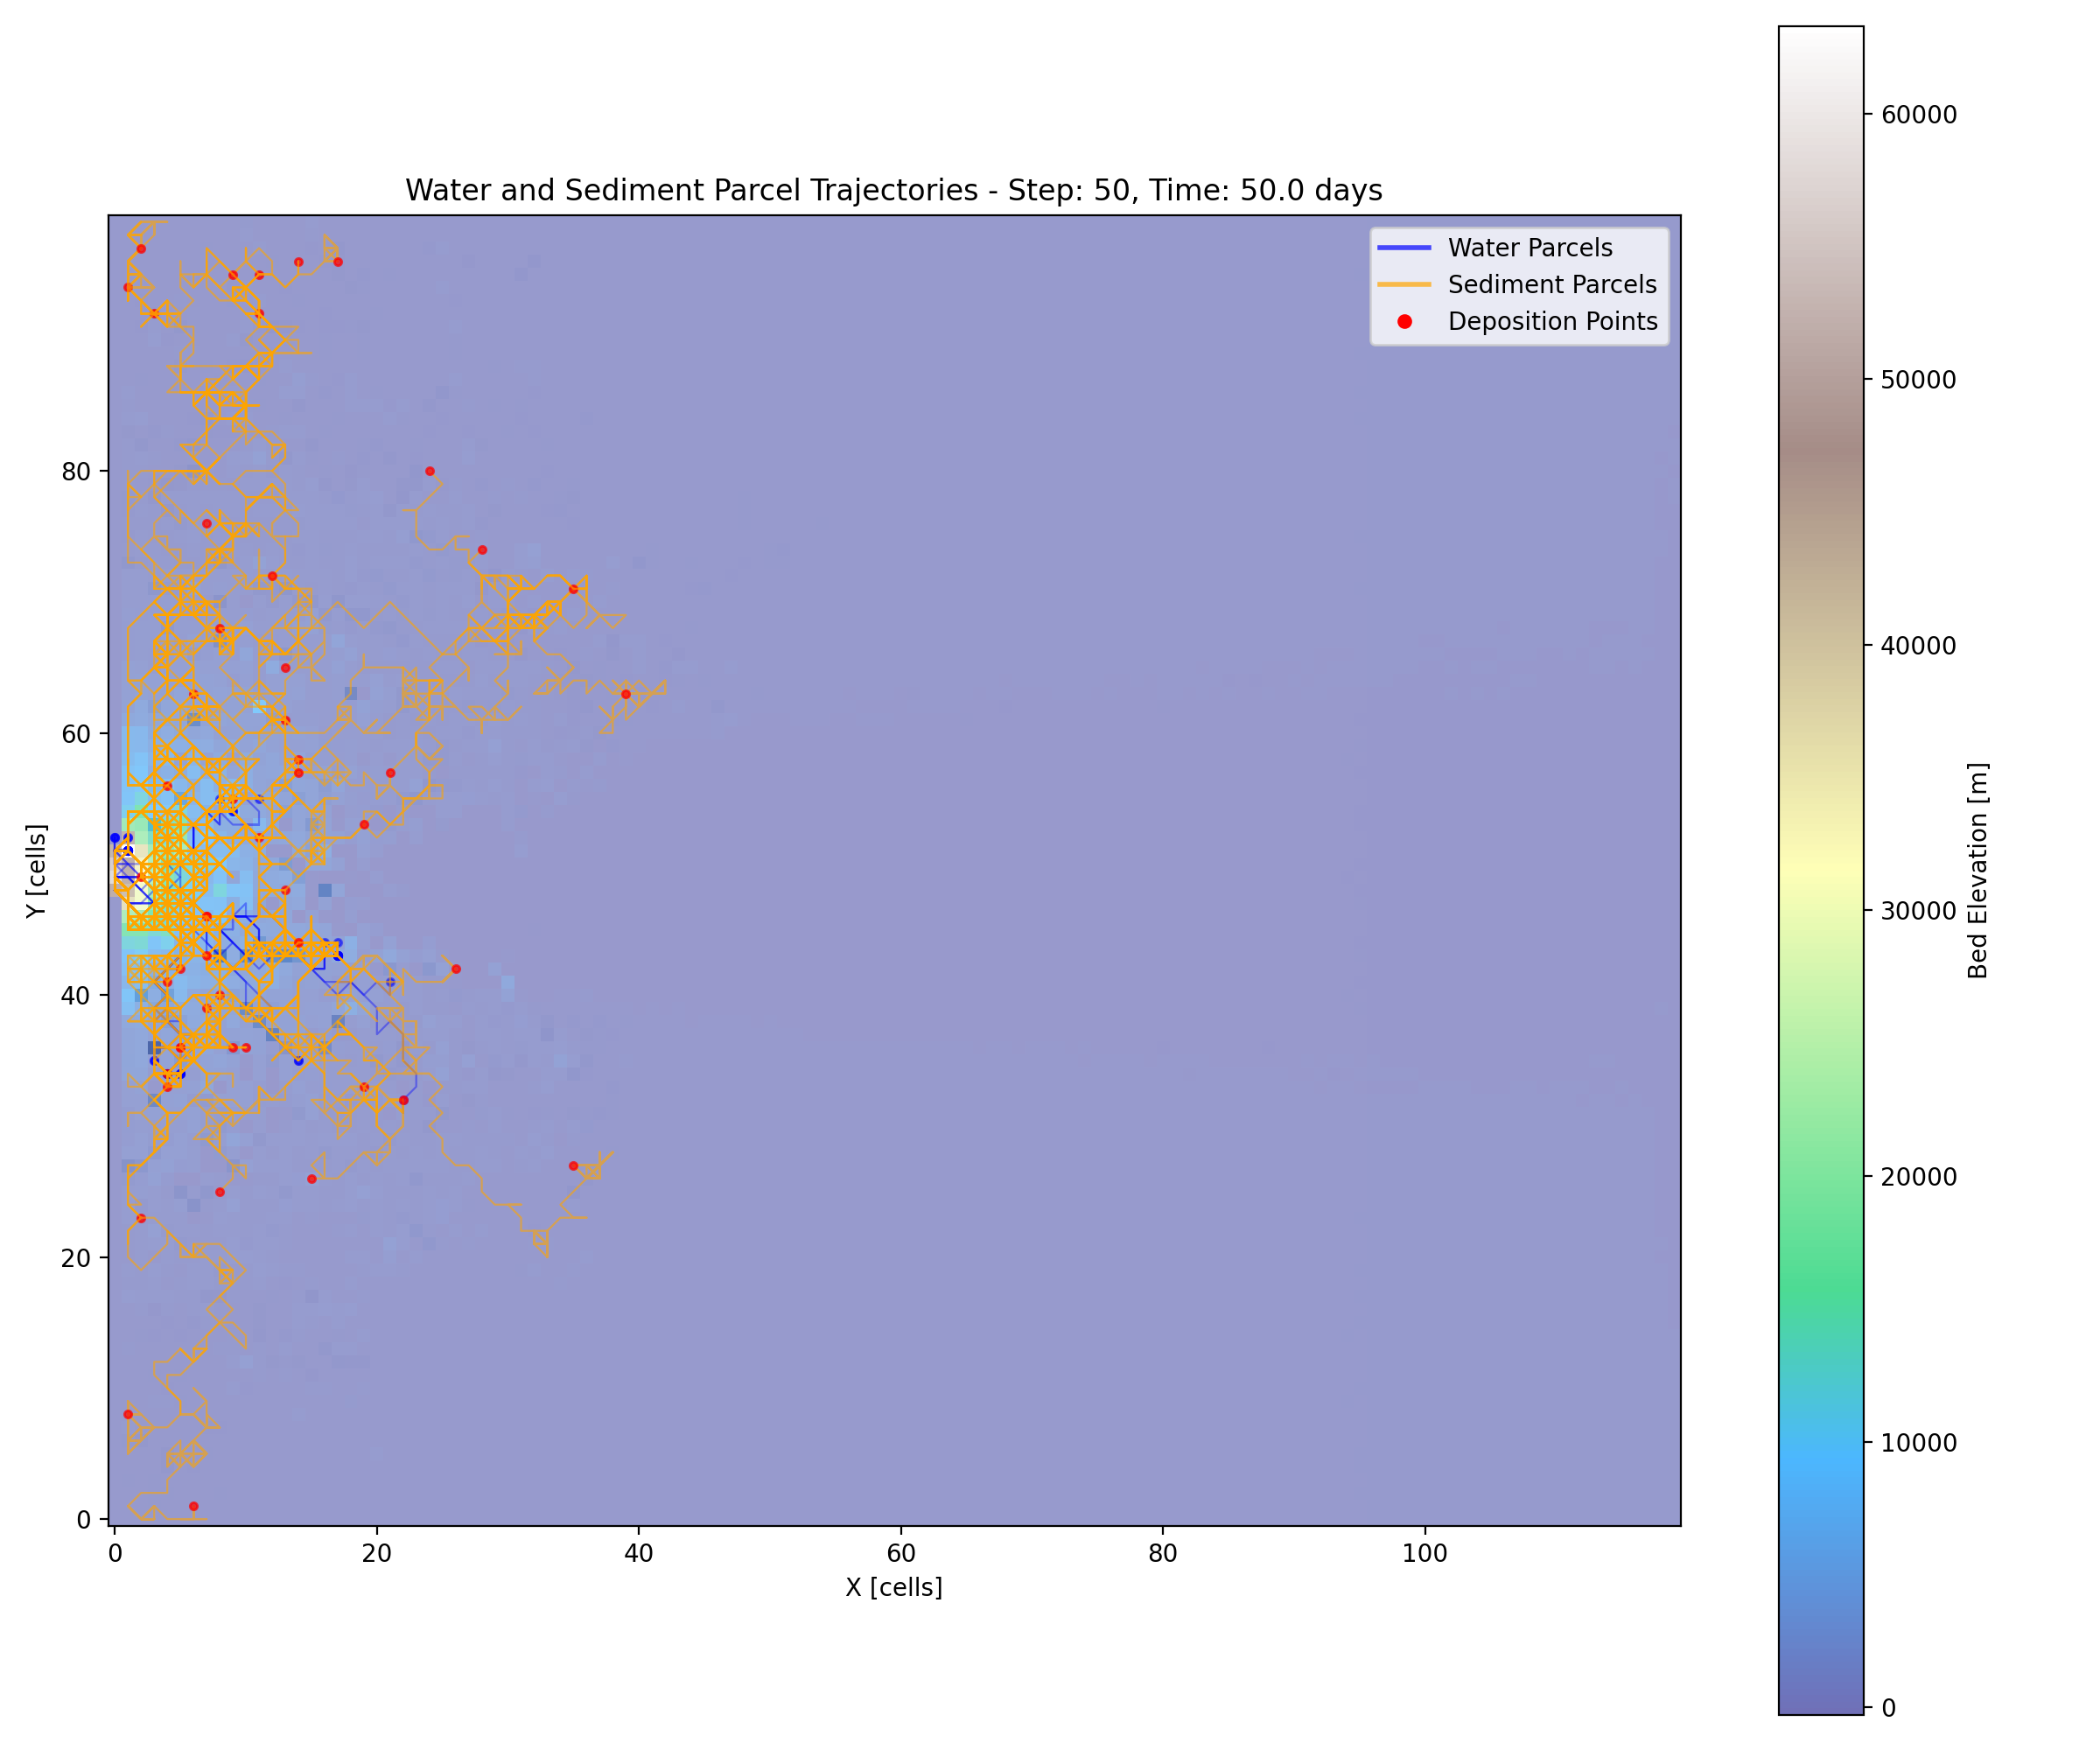 Water and Sediment Parcel Trajectories - Step: 50, Time: 50.0 days
Water Parcels
Sediment Parcels
Deposition Points
80
60
40
20
0
Y [cells]
0 20 40 60 80 100
X [cells]
60000
50000
40000
30000
20000
10000
0
Bed Elevation [m]